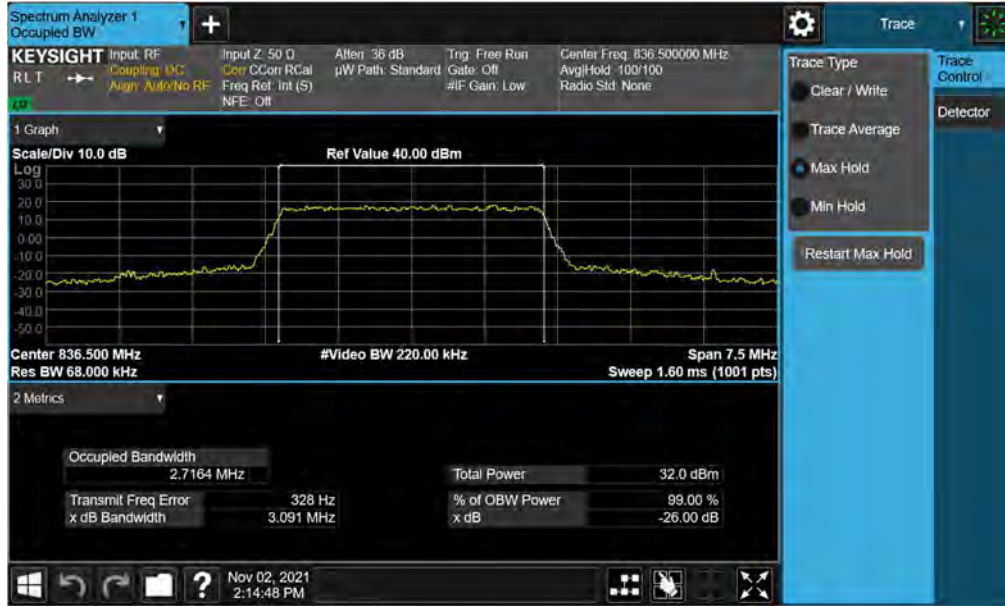 Spectrum Analyzer 1
Occupied BW
+
Trace
KEYSIGHT
RLT
Input: RF
Coupling: DC
Align: Auto/No RF
Input Z: 50 Ω
Corr CCorr RCal
Freq Ref: Int (S)
NFE: Off
Atten: 36 dB
µW Path: Standard
Trig: Free Run
Gate: Off
#IF Gain: Low
Center Freq: 836.500000 MHz
Avg|Hold: 100/100
Radio Std: None
1 Graph
Scale/Div 10.0 dB
Ref Value 40.00 dBm
Log
30.0
20.0
10.0
0.00
-10.0
-20.0
-30.0
-40.0
-50.0
Center 836.500 MHz
#Video BW 220.00 kHz
Span 7.5 MHz
Res BW 68.000 kHz
Sweep 1.60 ms (1001 pts)
2 Metrics
Occupied Bandwidth
2.7164 MHz
Total Power 32.0 dBm
Transmit Freq Error 328 Hz
% of OBW Power 99.00 %
x dB Bandwidth 3.091 MHz
x dB -26.00 dB
Trace Type
Clear / Write
Trace Average
Max Hold
Min Hold
Restart Max Hold
Trace
Control
Detector
?
Nov 02, 2021
2:14:48 PM